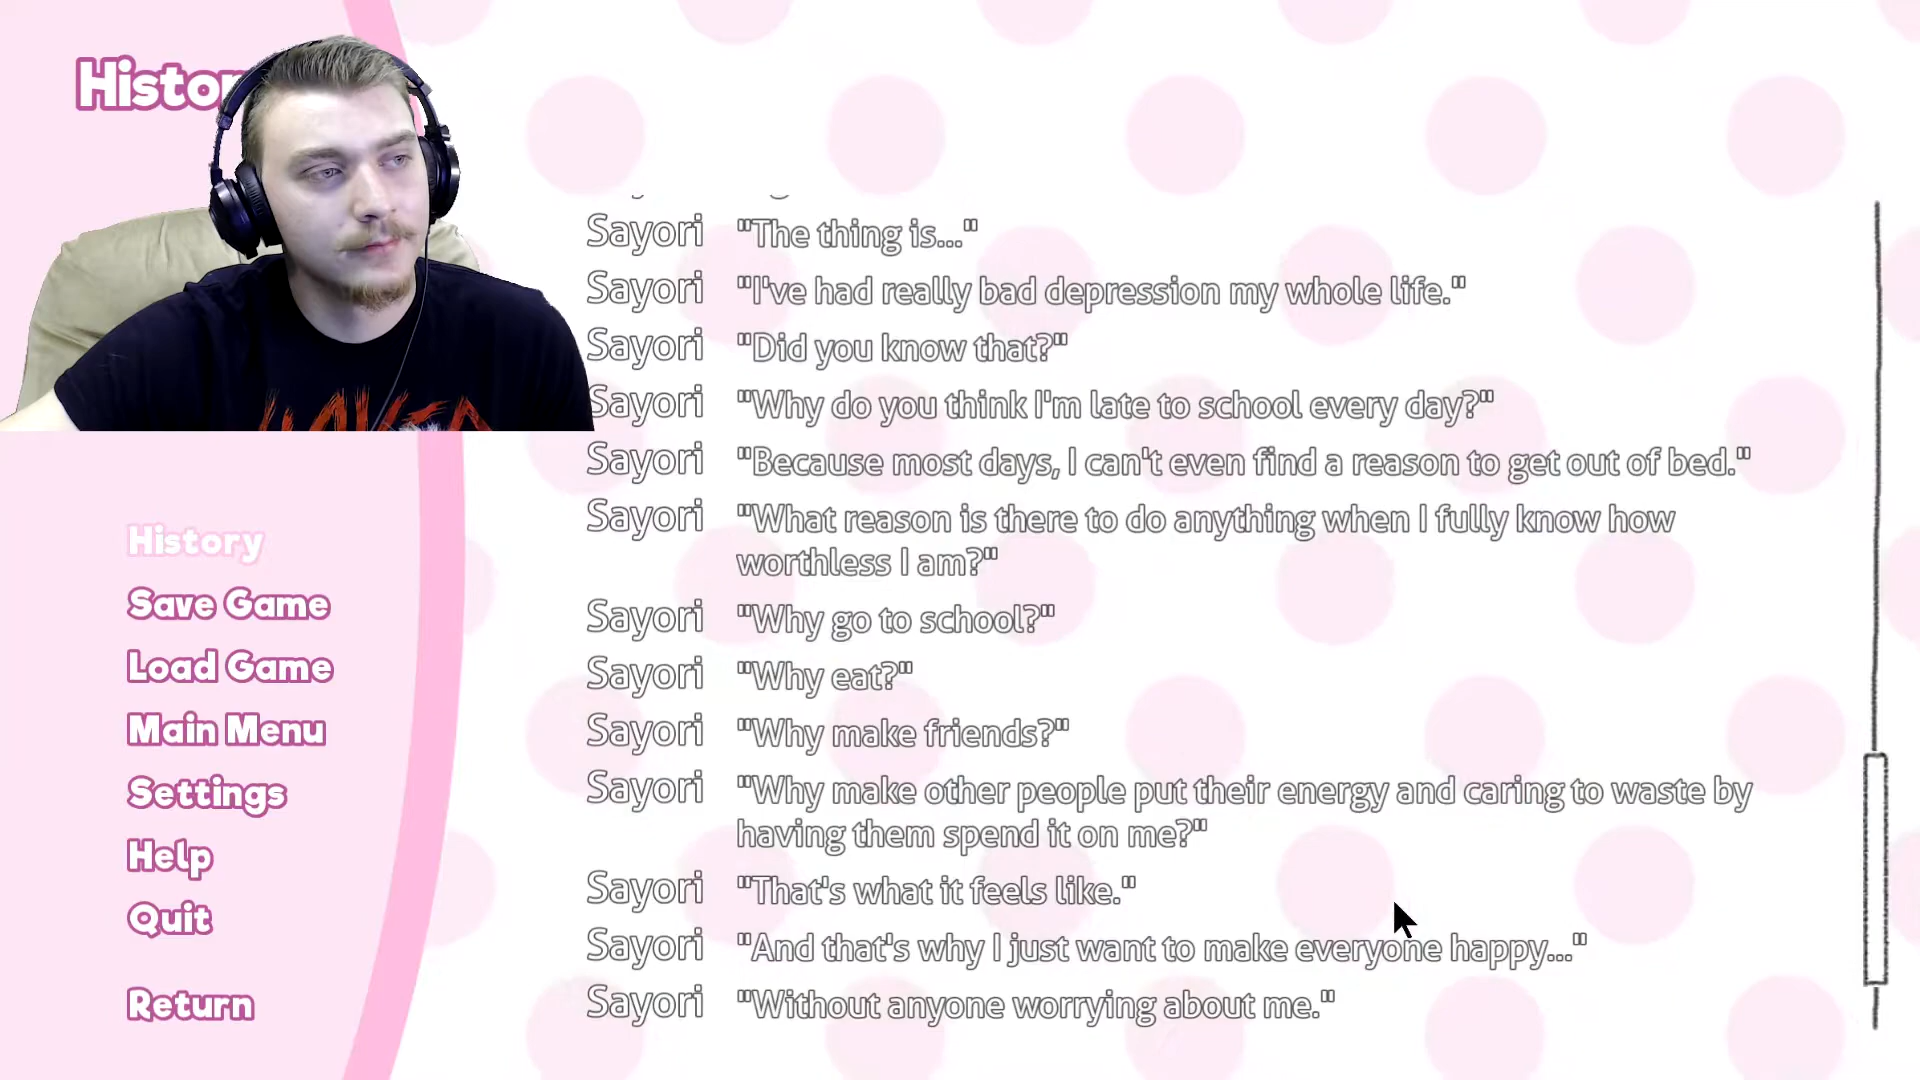 Histo
Sayori "The thing is..."
Sayori "I've had really bad depression my whole life."
Sayori "Did you know that?"
Sayori "Why do you think I'm late to school every day?"
Sayori "Because most days, I can't even find a reason to get out of bed."
Sayori "What reason is there to do anything when I fully know how
worthless I am?"
Sayori "Why go to school?"
Sayori "Why eat?"
Sayori "Why make friends?"
Sayori "Why make other people put their energy and caring to waste by
having them spend it on me?"
Sayori "That's what it feels like."
Sayori "And that's why I just want to make everyone happy..."
Sayori "Without anyone worrying about me."
History
Save Game
Load Game
Main Menu
Settings
Help
Quit
Return